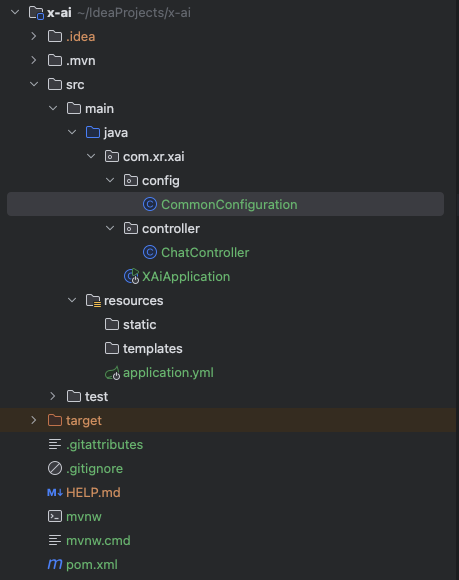 x-ai ~/IdeaProjects/x-ai
.idea
.mvn
src
main
java
com.xr.xai
config
CommonConfiguration
controller
ChatController
XAiApplication
resources
static
templates
application.yml
test
target
.gitattributes
.gitignore
M↓ HELP.md
mvnw
mvnw.cmd
m pom.xml